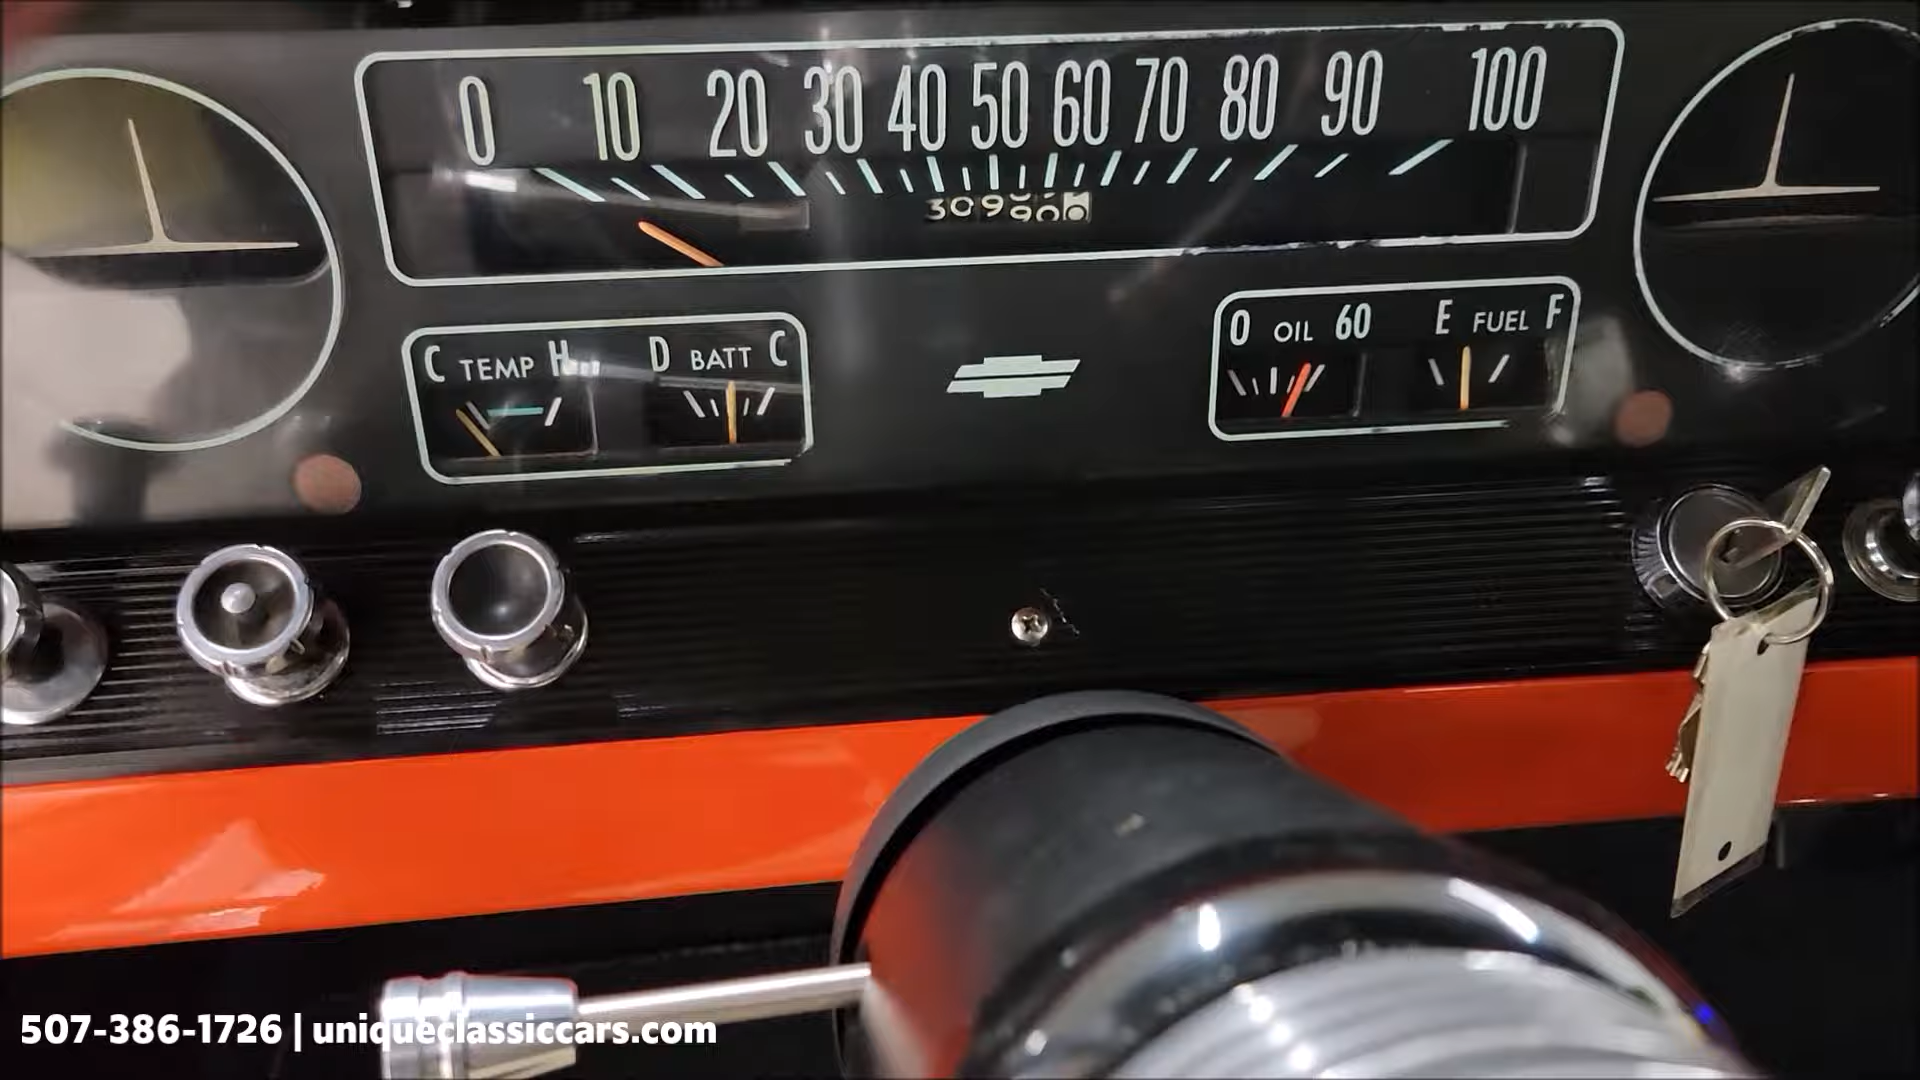 0 10 20 30 40 50 60 70 80 90 100
C TEMP H
D BATT C
0 OIL 60
E FUEL F
507-386-1726 | uniqueclassiccars.com